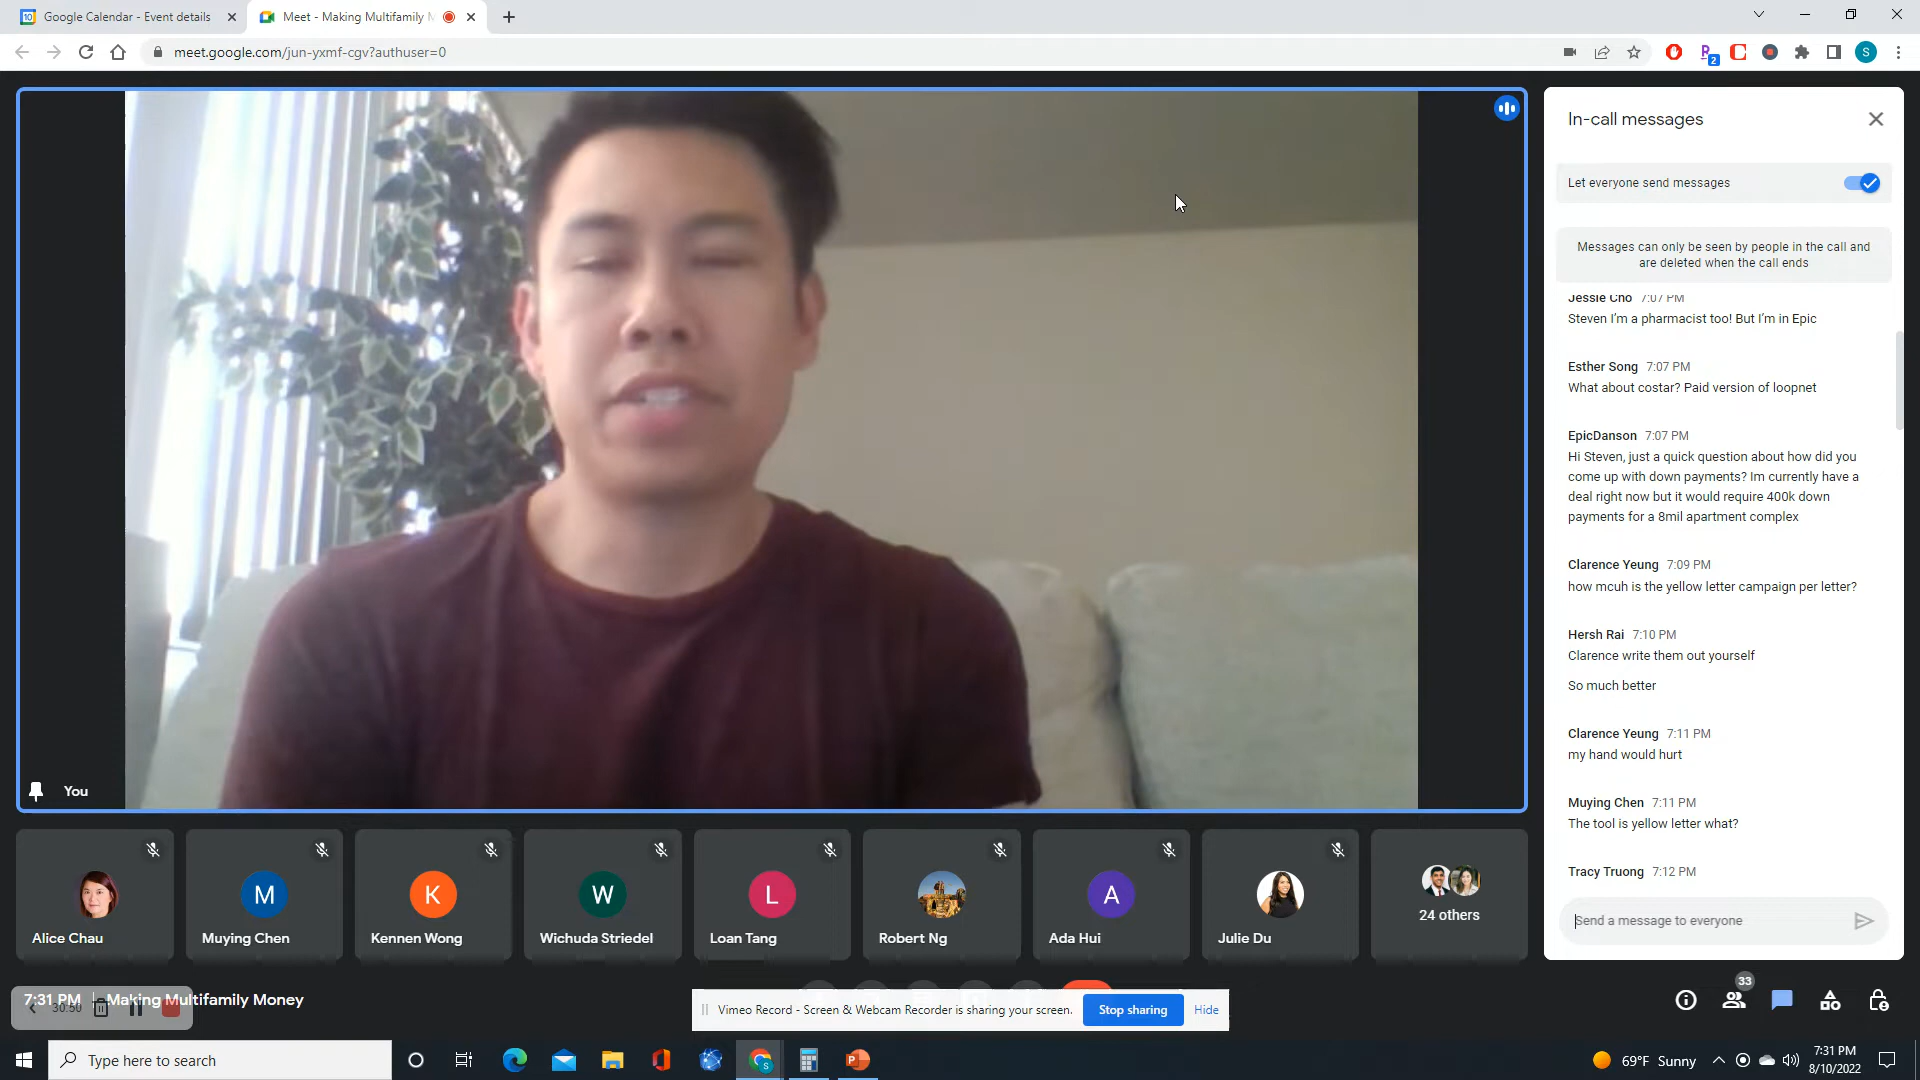 Google Calendar - Event details
Meet - Making Multifamily M
meet.google.com/jun-yxmf-cgv?authuser=0
2
S
In-call messages
Let everyone send messages
Messages can only be seen by people in the call and
are deleted when the call ends
Jessie Cho 7:07 PM
Steven I'm a pharmacist too! But I'm in Epic
Esther Song 7:07 PM
What about costar? Paid version of loopnet
EpicDanson 7:07 PM
Hi Steven, just a quick question about how did you
come up with down payments? Im currently have a
deal right now but it would require 400k down
payments for a 8mil apartment complex
Clarence Yeung 7:09 PM
how mcuh is the yellow letter campaign per letter?
Hersh Rai 7:10 PM
Clarence write them out yourself
So much better
Clarence Yeung 7:11 PM
my hand would hurt
Muying Chen 7:11 PM
The tool is yellow letter what?
Tracy Truong 7:12 PM
Send a message to everyone
You
M
K
W
L
A
Alice Chau
Muying Chen
Kennen Wong
Wichuda Striedel
Loan Tang
Robert Ng
Ada Hui
Julie Du
24 others
7:31 PM | Making Multifamily Money
30:50
Vimeo Record - Screen & Webcam Recorder is sharing your screen.
Stop sharing
Hide
33
Type here to search
69°F Sunny
7:31 PM
8/10/2022